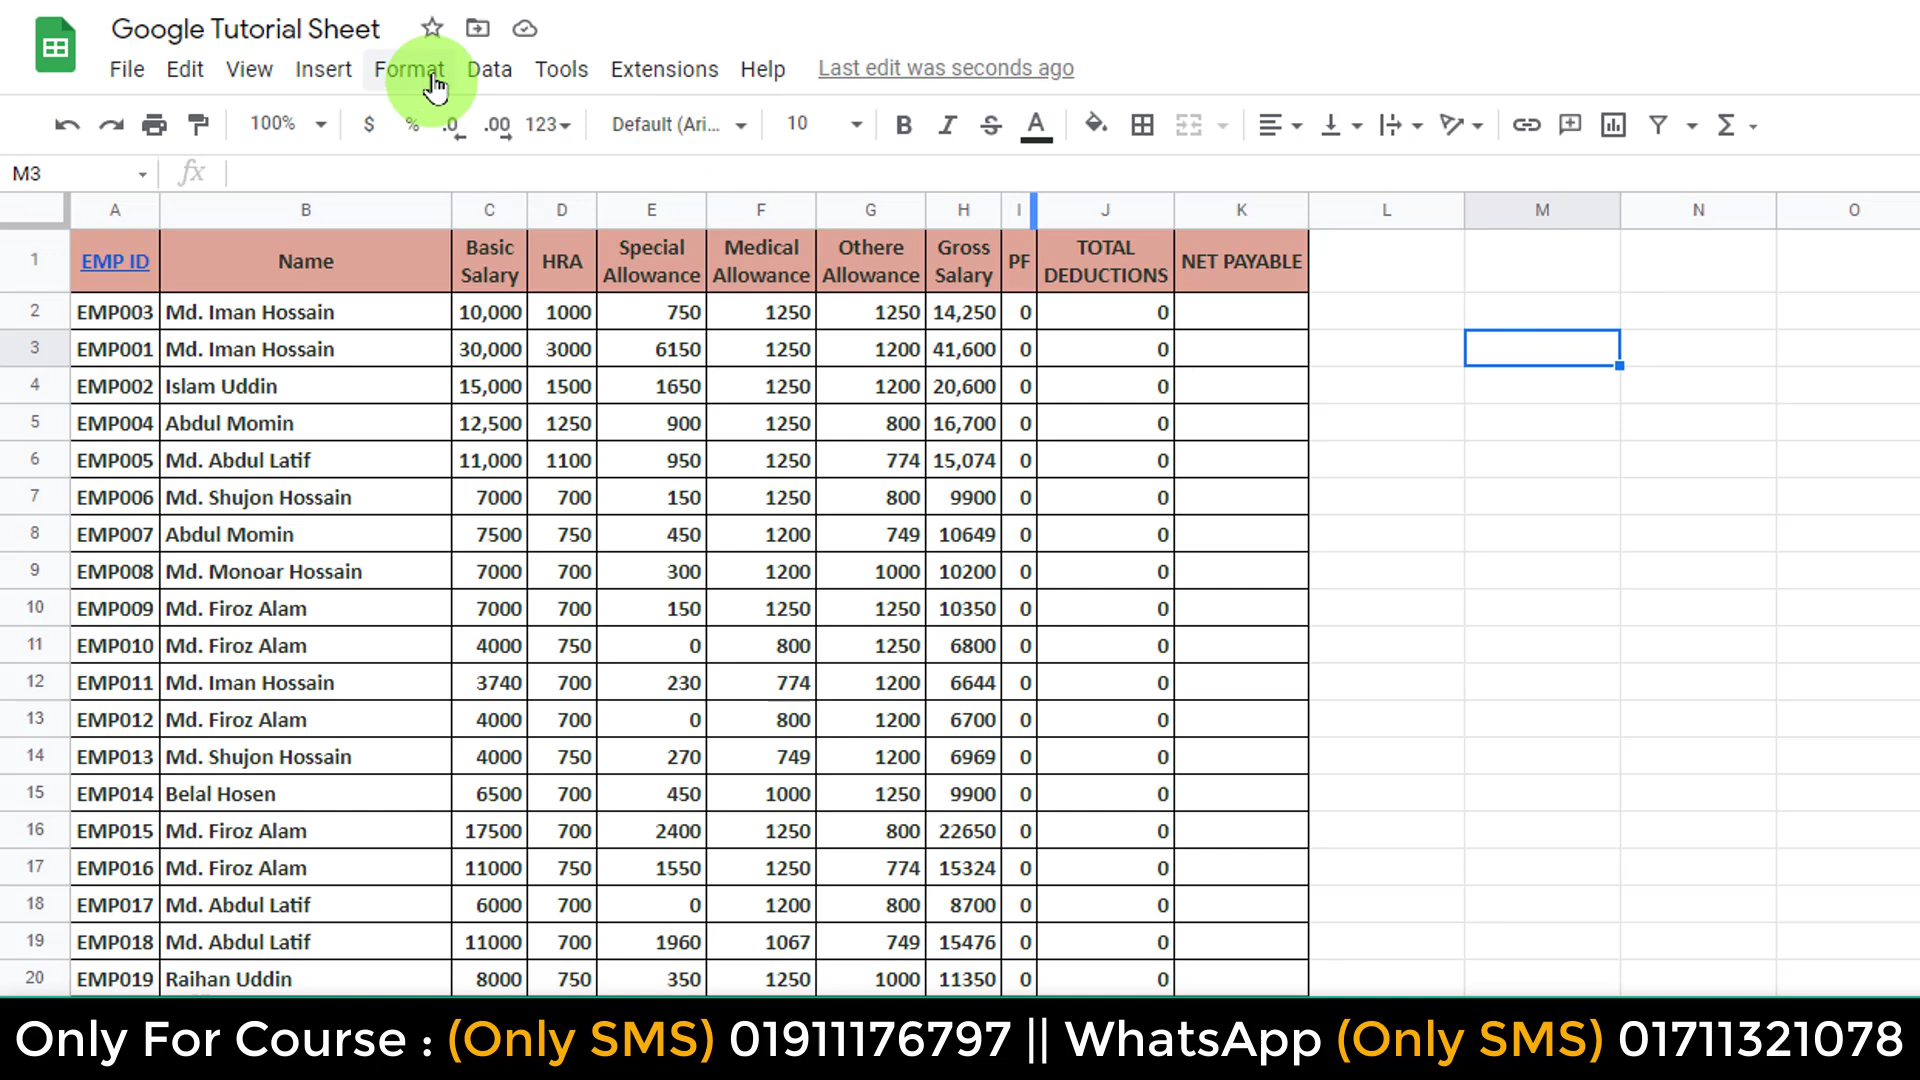 Google Tutorial Sheet
File Edit View Insert Format Data Tools Extensions Help Last edit was seconds ago
100% $ % .0 .00 123 Default (Ari... 10 B I S A
M3 fx
A B C D E F G H I J K L M N O
1 EMP ID Name Basic Salary HRA Special Allowance Medical Allowance Othere Allowance Gross Salary PF TOTAL DEDUCTIONS NET PAYABLE
2 EMP003 Md. Iman Hossain 10,000 1000 750 1250 1250 14,250 0 0
3 EMP001 Md. Iman Hossain 30,000 3000 6150 1250 1200 41,600 0 0
4 EMP002 Islam Uddin 15,000 1500 1650 1250 1200 20,600 0 0
5 EMP004 Abdul Momin 12,500 1250 900 1250 800 16,700 0 0
6 EMP005 Md. Abdul Latif 11,000 1100 950 1250 774 15,074 0 0
7 EMP006 Md. Shujon Hossain 7000 700 150 1250 800 9900 0 0
8 EMP007 Abdul Momin 7500 750 450 1200 749 10649 0 0
9 EMP008 Md. Monoar Hossain 7000 700 300 1200 1000 10200 0 0
10 EMP009 Md. Firoz Alam 7000 700 150 1250 1250 10350 0 0
11 EMP010 Md. Firoz Alam 4000 750 0 800 1250 6800 0 0
12 EMP011 Md. Iman Hossain 3740 700 230 774 1200 6644 0 0
13 EMP012 Md. Firoz Alam 4000 700 0 800 1200 6700 0 0
14 EMP013 Md. Shujon Hossain 4000 750 270 749 1200 6969 0 0
15 EMP014 Belal Hosen 6500 700 450 1000 1250 9900 0 0
16 EMP015 Md. Firoz Alam 17500 700 2400 1250 800 22650 0 0
17 EMP016 Md. Firoz Alam 11000 750 1550 1250 774 15324 0 0
18 EMP017 Md. Abdul Latif 6000 700 0 1200 800 8700 0 0
19 EMP018 Md. Abdul Latif 11000 700 1960 1067 749 15476 0 0
20 EMP019 Raihan Uddin 8000 750 350 1250 1000 11350 0 0
Only For Course : (Only SMS) 01911176797 || WhatsApp (Only SMS) 01711321078